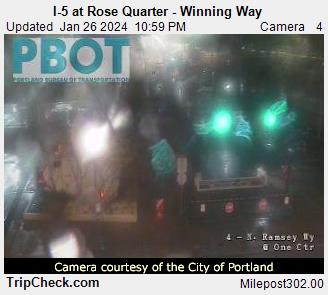 I-5 at Rose Quarter - Winning Way
Updated Jan 26 2024 10:59 PM Camera 4
PBOT
PORTLAND BUREAU OF TRANSPORTATION
4 - N. Ramsey Wy
@ One Ctr
Camera courtesy of the City of Portland
TripCheck.com Milepost302.00